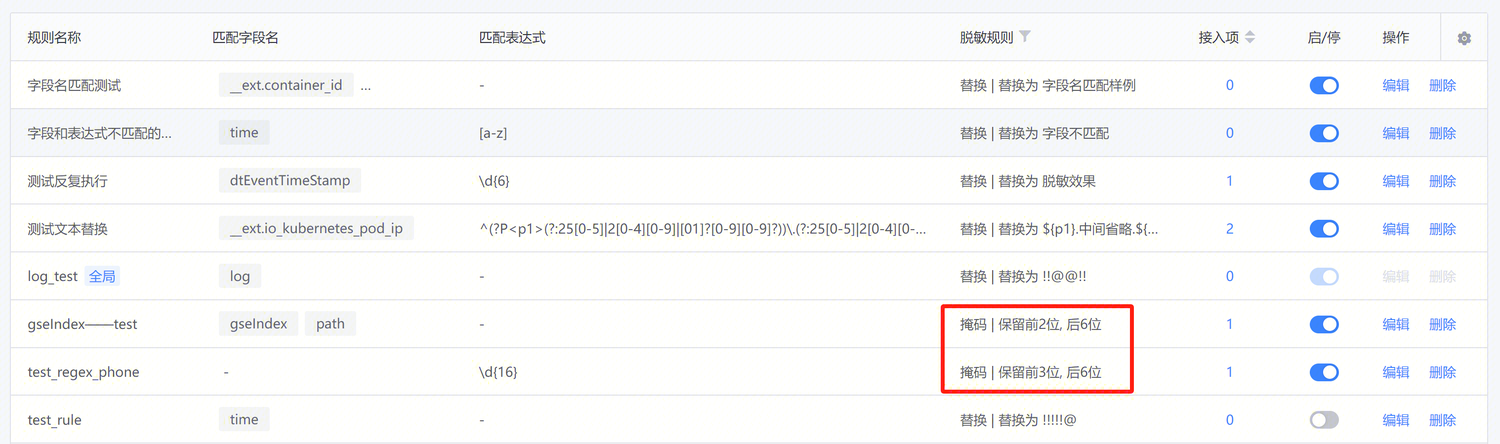 规则名称 匹配字段名 匹配表达式 脱敏规则 接入项 启/停 操作
字段名匹配测试 __ext.container_id ... - 替换 | 替换为 字段名匹配样例 0 编辑 删除
字段和表达式不匹配的... time [a-z] 替换 | 替换为 字段不匹配 0 编辑 删除
测试反复执行 dtEventTimeStamp \d{6} 替换 | 替换为 脱敏效果 1 编辑 删除
测试文本替换 __ext.io_kubernetes_pod_ip ^(?P<p1>(?:25[0-5]|2[0-4][0-9]|[01]?[0-9][0-9]?))\.(?:25[0-5]|2[0-4][0-... 替换 | 替换为 ${p1}.中间省略.${... 2 编辑 删除
log_test 全局 log - 替换 | 替换为 !!@@!! 0 编辑 删除
gseIndex——test gseIndex path - 掩码 | 保留前2位, 后6位 1 编辑 删除
test_regex_phone - \d{16} 掩码 | 保留前3位, 后6位 1 编辑 删除
test_rule time - 替换 | 替换为 !!!!!@ 0 编辑 删除